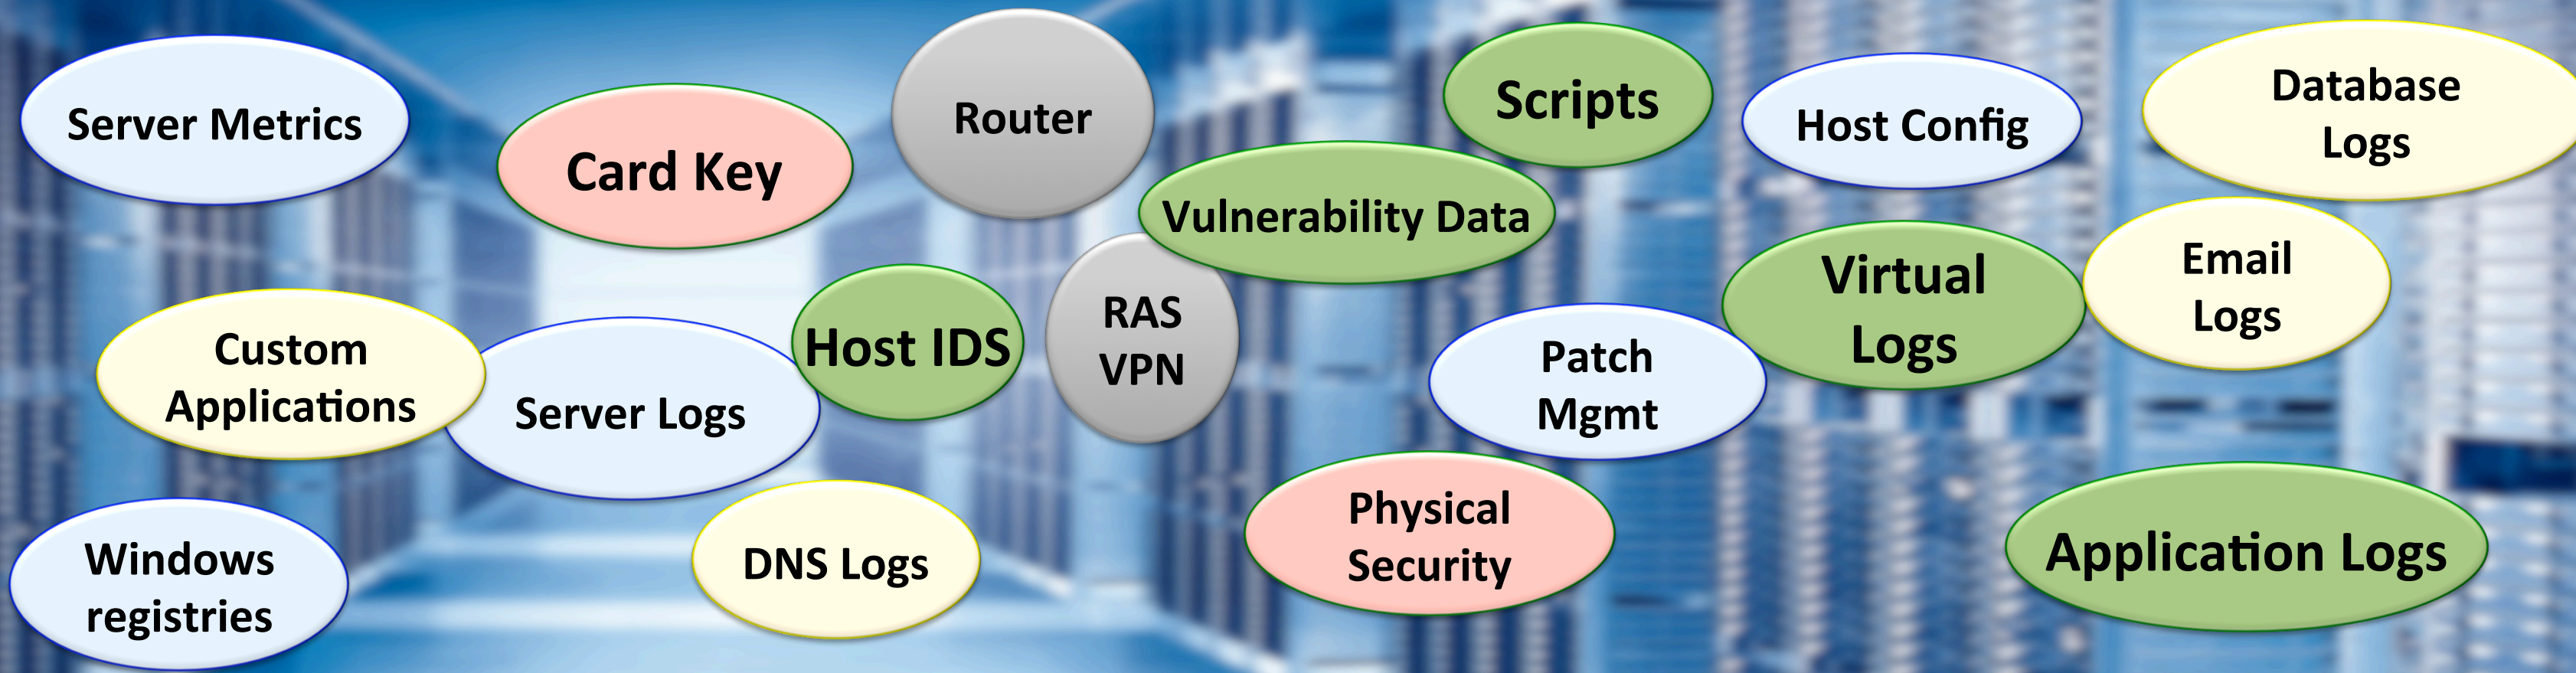 Server Metrics
Card Key
Router
Scripts
Host Config
Database
Logs
Vulnerability Data
Custom
Applications
Server Logs
Host IDS
RAS
VPN
Patch
Mgmt
Virtual
Logs
Email
Logs
Windows
registries
DNS Logs
Physical
Security
Application Logs